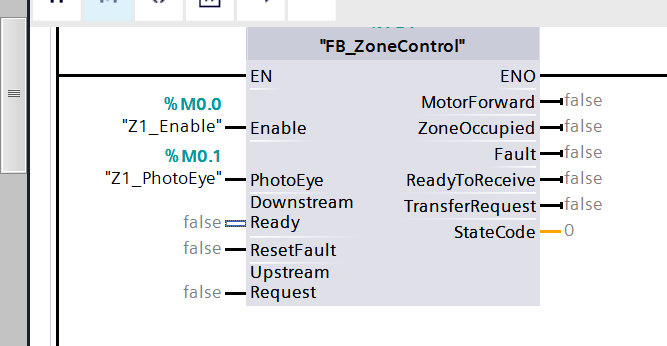 "FB_ZoneControl"
EN ENO
%M0.0 MotorForward false
"Z1_Enable" Enable ZoneOccupied false
%M0.1 Fault false
"Z1_PhotoEye" PhotoEye ReadyToReceive false
Downstream TransferRequest false
false Ready StateCode 0
false ResetFault
Upstream
false Request